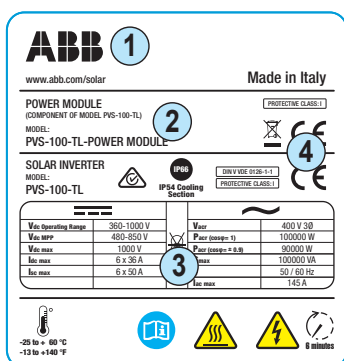 ABB
1
www.abb.com/solar
Made in Italy
POWER MODULE
(COMPONENT OF MODEL PVS-100-TL)
MODEL:
PVS-100-TL-POWER MODULE
2
PROTECTIVE CLASS: I
CE
4
SOLAR INVERTER
MODEL:
PVS-100-TL
IP66
IP54 Cooling
Section
DIN V VDE 0126-1-1
PROTECTIVE CLASS: I
CE
Vdc Operating Range 360-1000 V
Vdc MPP 480-850 V
Vdc max 1000 V
Idc max 6 x 36 A
Isc max 6 x 50 A
3
Vacr 400 V 3Ø
Pacr (cosφ= 1) 100000 W
Pacr (cosφ= ± 0.9) 90000 W
max 100000 VA
50 / 60 Hz
Iac max 145 A
-25 to + 60 °C
-13 to +140 °F
6 minutes